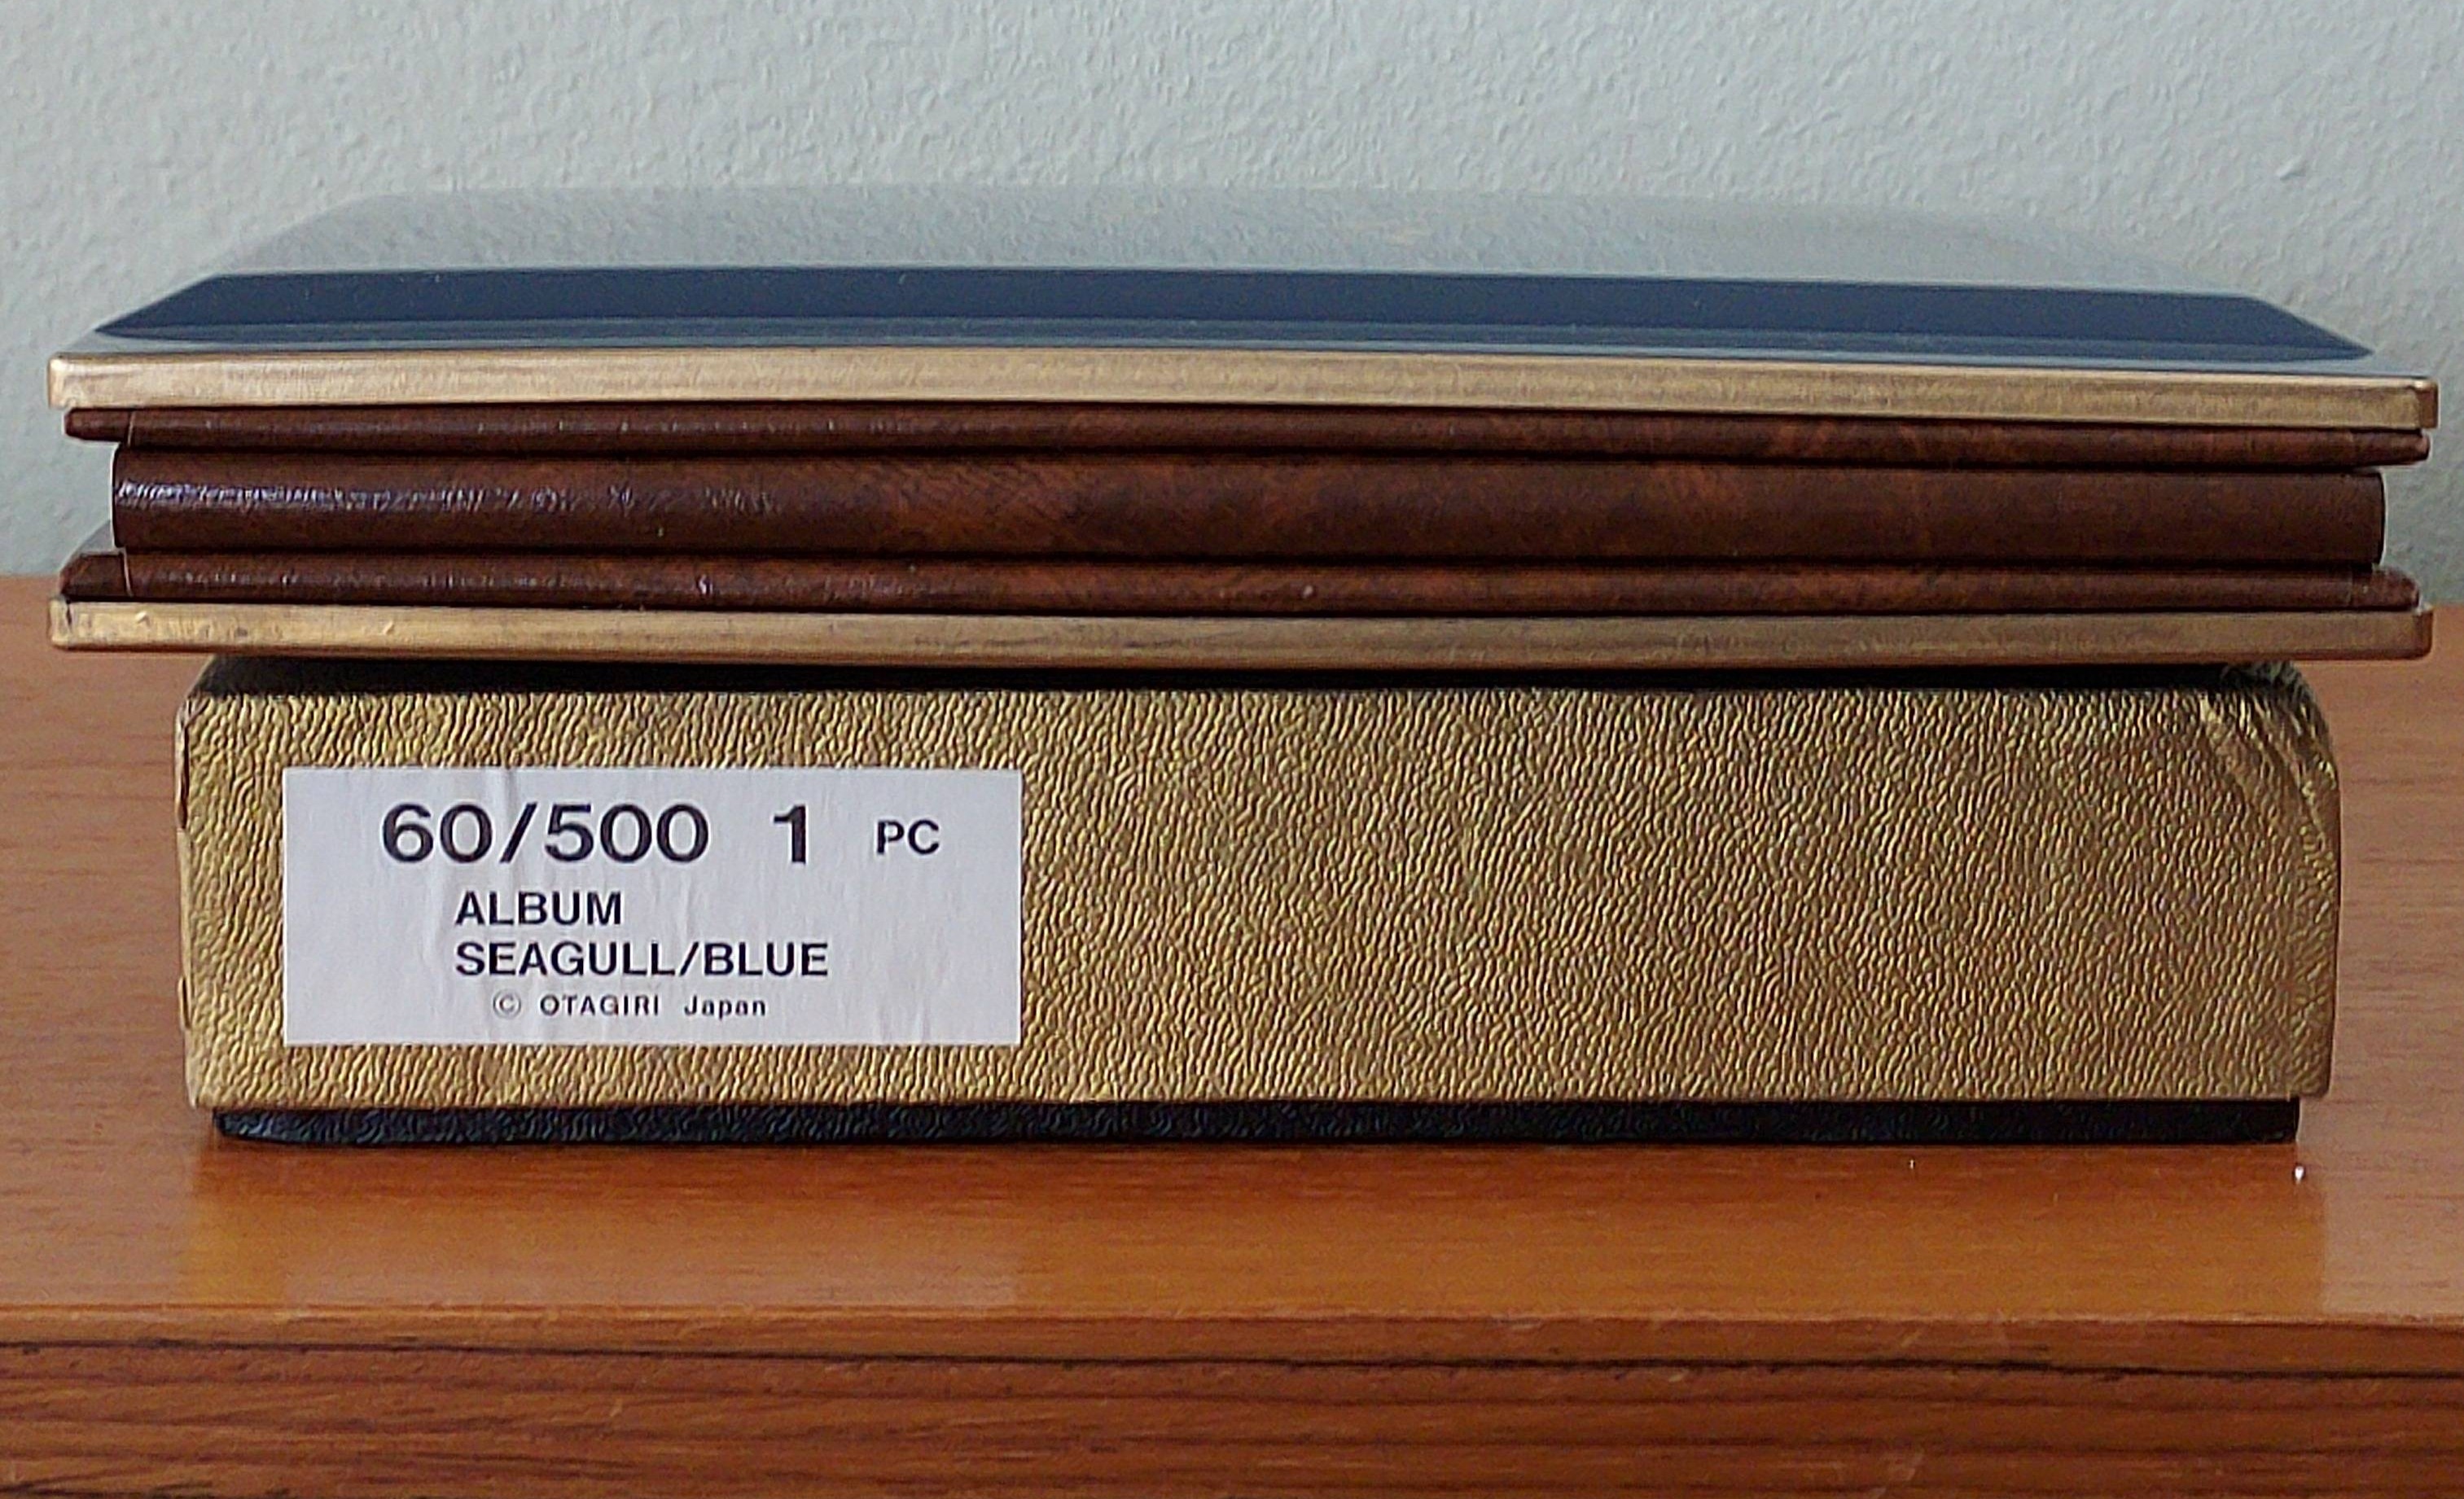 60/500 1 PC
ALBUM
SEAGULL/BLUE
© OTAGIRI Japan